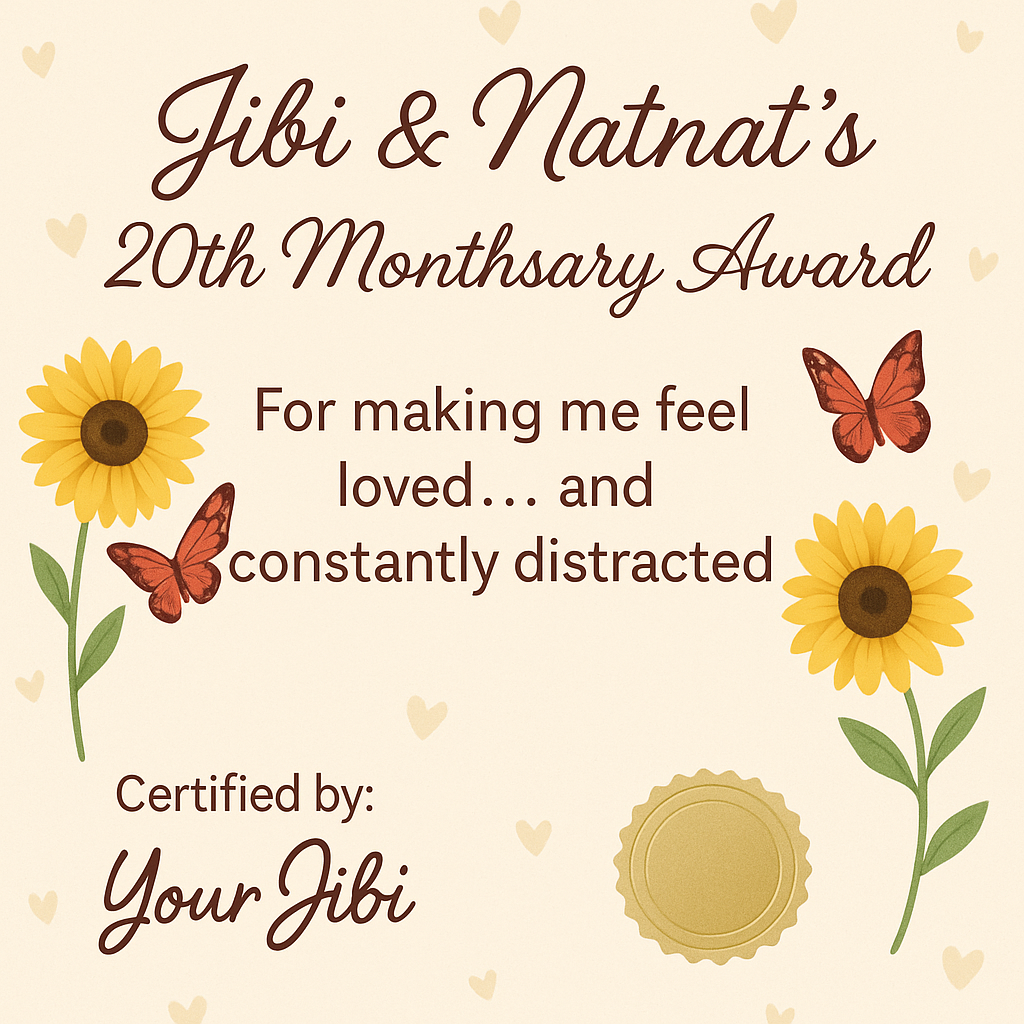 Jibi & Natnat's
20th Monthsary Award
For making me feel
loved... and
constantly distracted
Certified by:
Your Jibi